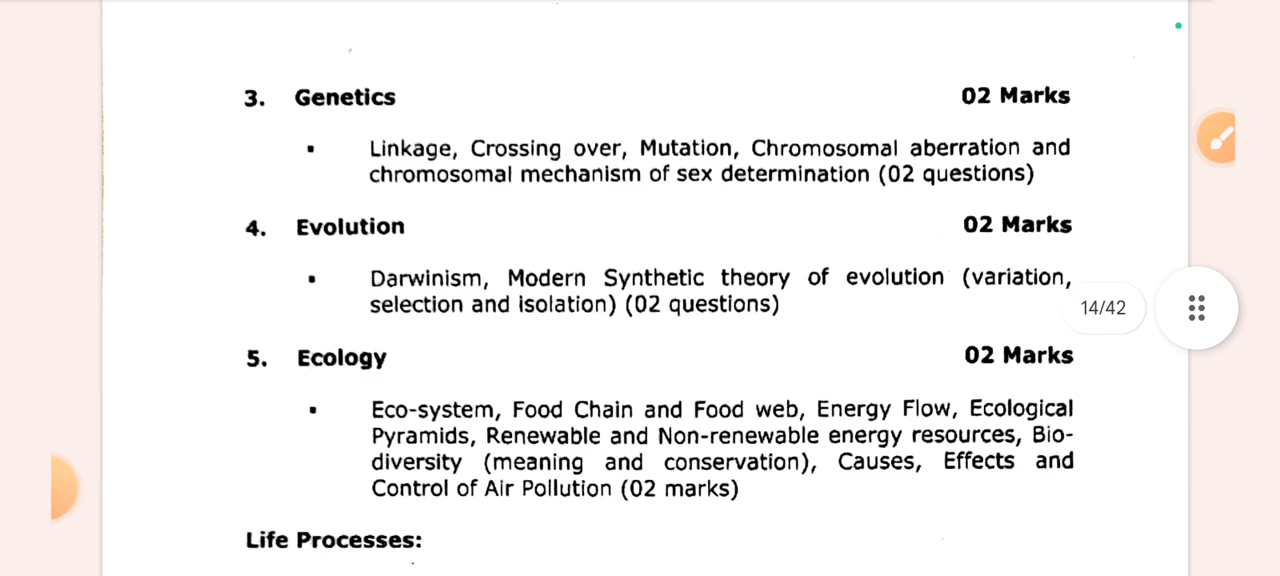 3. Genetics 02 Marks
▪ Linkage, Crossing over, Mutation, Chromosomal aberration and
chromosomal mechanism of sex determination (02 questions)
4. Evolution 02 Marks
▪ Darwinism, Modern Synthetic theory of evolution (variation,
selection and isolation) (02 questions)
14/42
5. Ecology 02 Marks
▪ Eco-system, Food Chain and Food web, Energy Flow, Ecological
Pyramids, Renewable and Non-renewable energy resources, Bio-
diversity (meaning and conservation), Causes, Effects and
Control of Air Pollution (02 marks)
Life Processes: